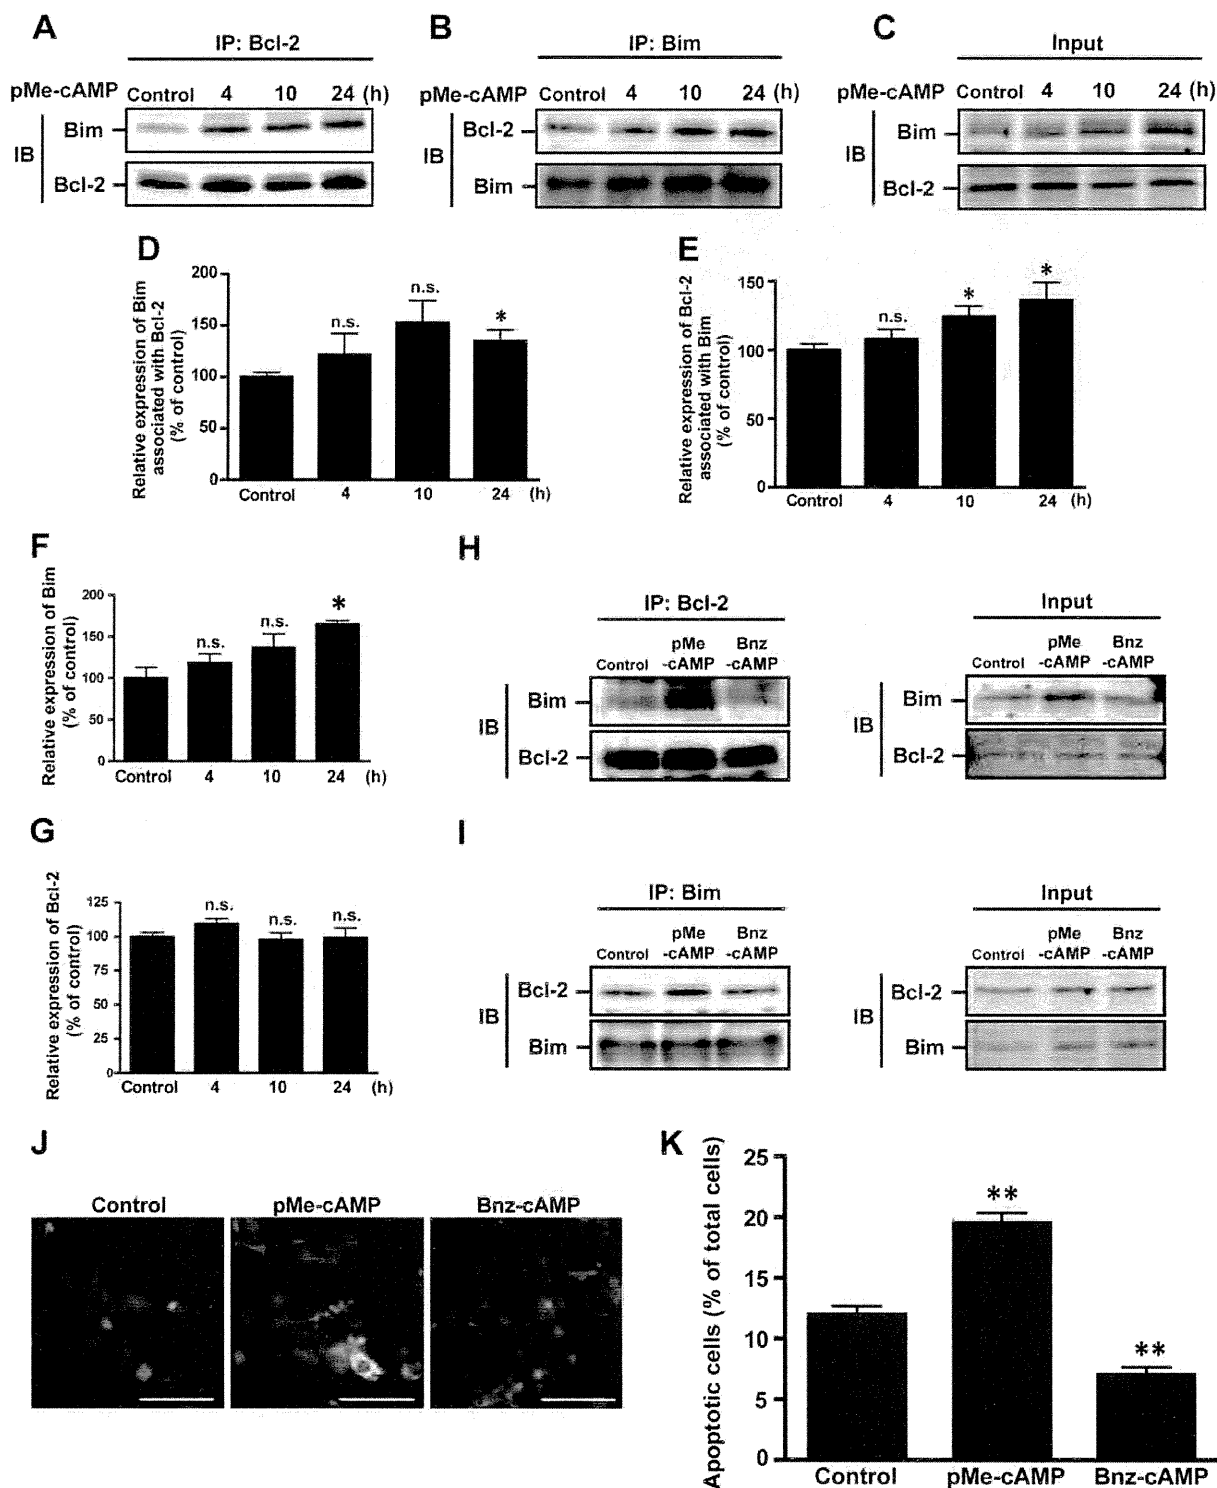 A
IP: Bcl-2
pMe-cAMP Control 4 10 24 (h)
IB
Bim
Bcl-2
B
IP: Bim
pMe-cAMP Control 4 10 24 (h)
IB
Bcl-2
Bim
C
Input
pMe-cAMP Control 4 10 24 (h)
IB
Bim
Bcl-2
D
Relative expression of Bim
associated with Bcl-2
(% of control)
200
150
100
50
0
n.s.
n.s.
*
Control 4 10 24 (h)
E
Relative expression of Bcl-2
associated with Bim
(% of control)
150
100
50
0
n.s.
*
*
Control 4 10 24 (h)
F
Relative expression of Bim
(% of control)
200
150
100
50
0
n.s.
n.s.
*
Control 4 10 24 (h)
G
Relative expression of Bcl-2
(% of control)
125
100
75
50
25
0
n.s.
n.s.
n.s.
Control 4 10 24 (h)
H
IP: Bcl-2
Control pMe-cAMP Bnz-cAMP
IB
Bim
Bcl-2
Input
Control pMe-cAMP Bnz-cAMP
IB
Bim
Bcl-2
I
IP: Bim
Control pMe-cAMP Bnz-cAMP
IB
Bcl-2
Bim
Input
Control pMe-cAMP Bnz-cAMP
IB
Bcl-2
Bim
J
Control pMe-cAMP Bnz-cAMP
K
Apoptotic cells (% of total cells)
25
20
15
10
5
0
**
**
Control pMe-cAMP Bnz-cAMP